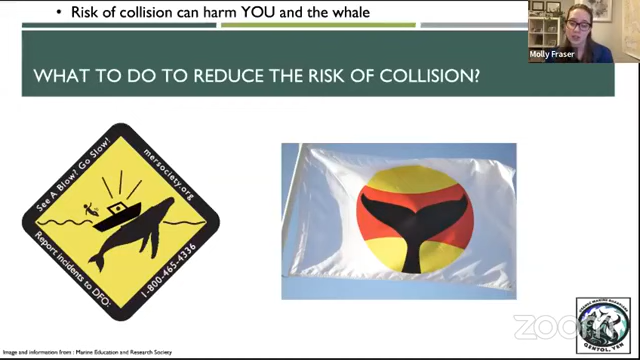 • Risk of collision can harm YOU and the whale
Molly Fraser
WHAT TO DO TO REDUCE THE RISK OF COLLISION?
See A Blow? Go Slow!
mersociety.org
Report incidents to DFO:
1-800-465-4336
GENTOL, YEN
zoom
Image and information from : Marine Education and Research Society